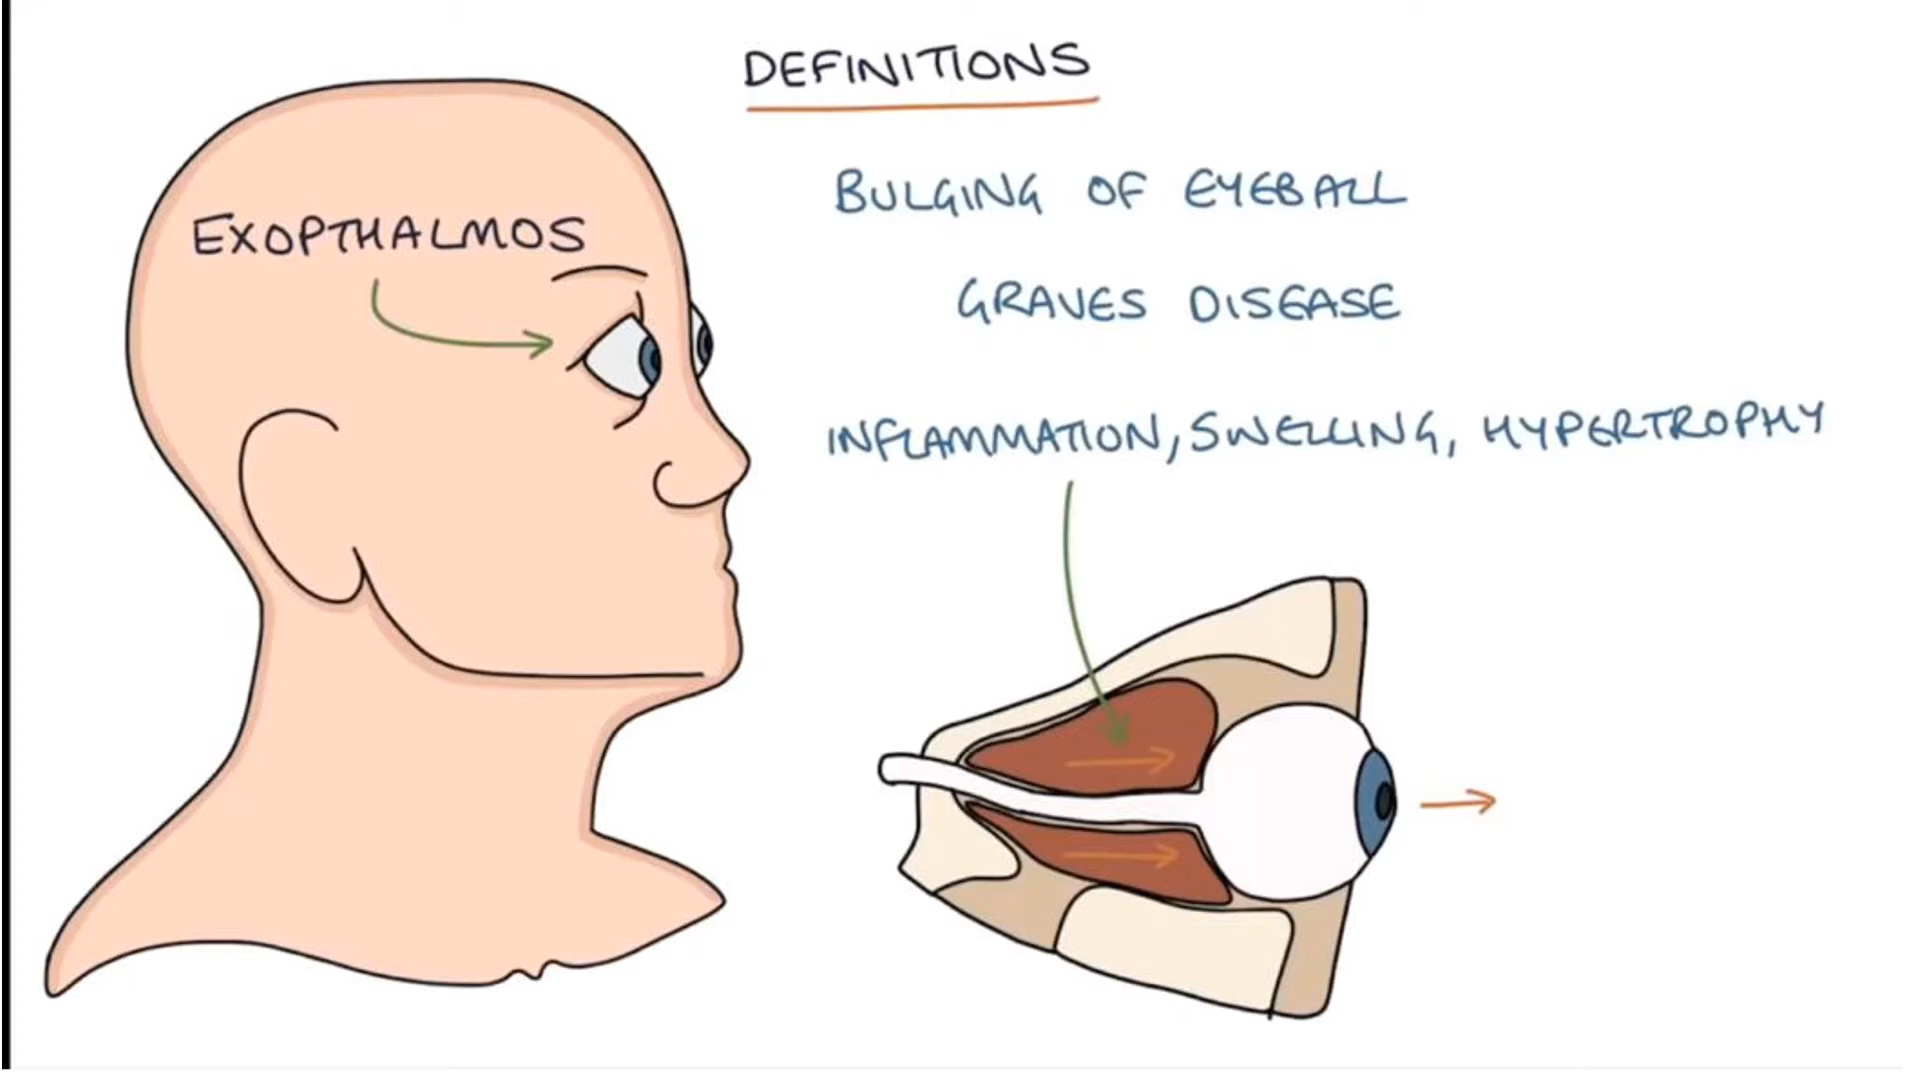 DEFINITIONS
BULGING OF EYEBALL
EXOPTHALMOS
GRAVES DISEASE
INFLAMMATION, SWELLING, HYPERTROPHY